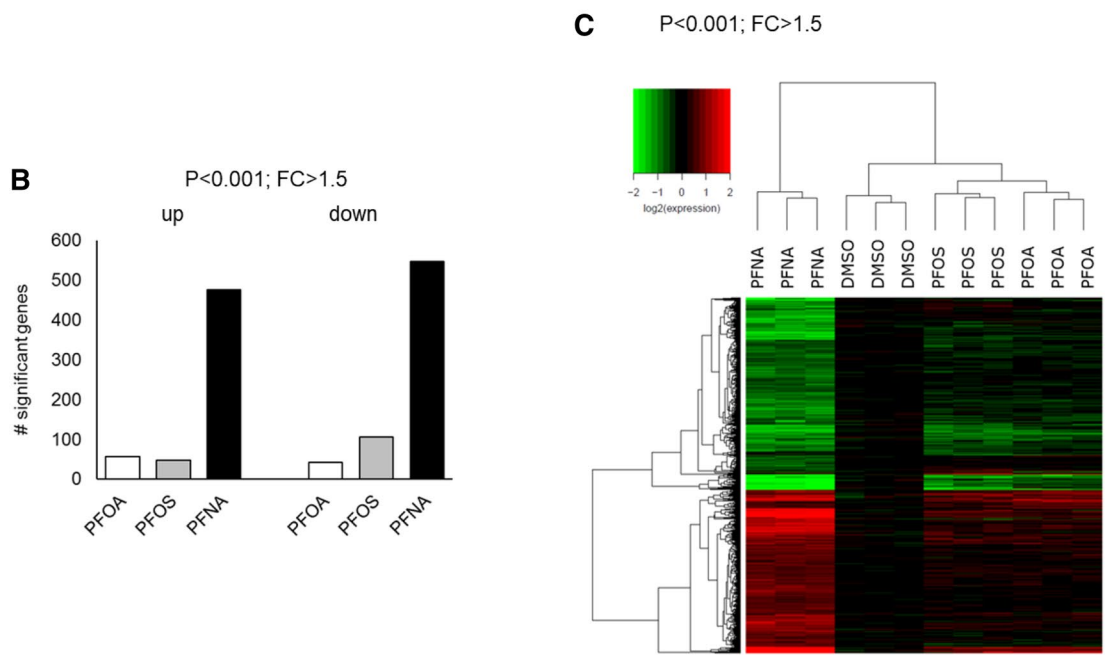 B
P<0.001; FC>1.5
up down
# significant genes
600
500
400
300
200
100
0
PFOA PFOS PFNA PFOA PFOS PFNA
C
P<0.001; FC>1.5
−2 −1 0 1 2
log2(expression)
PFNA PFNA PFNA DMSO DMSO DMSO PFOS PFOS PFOS PFOA PFOA PFOA